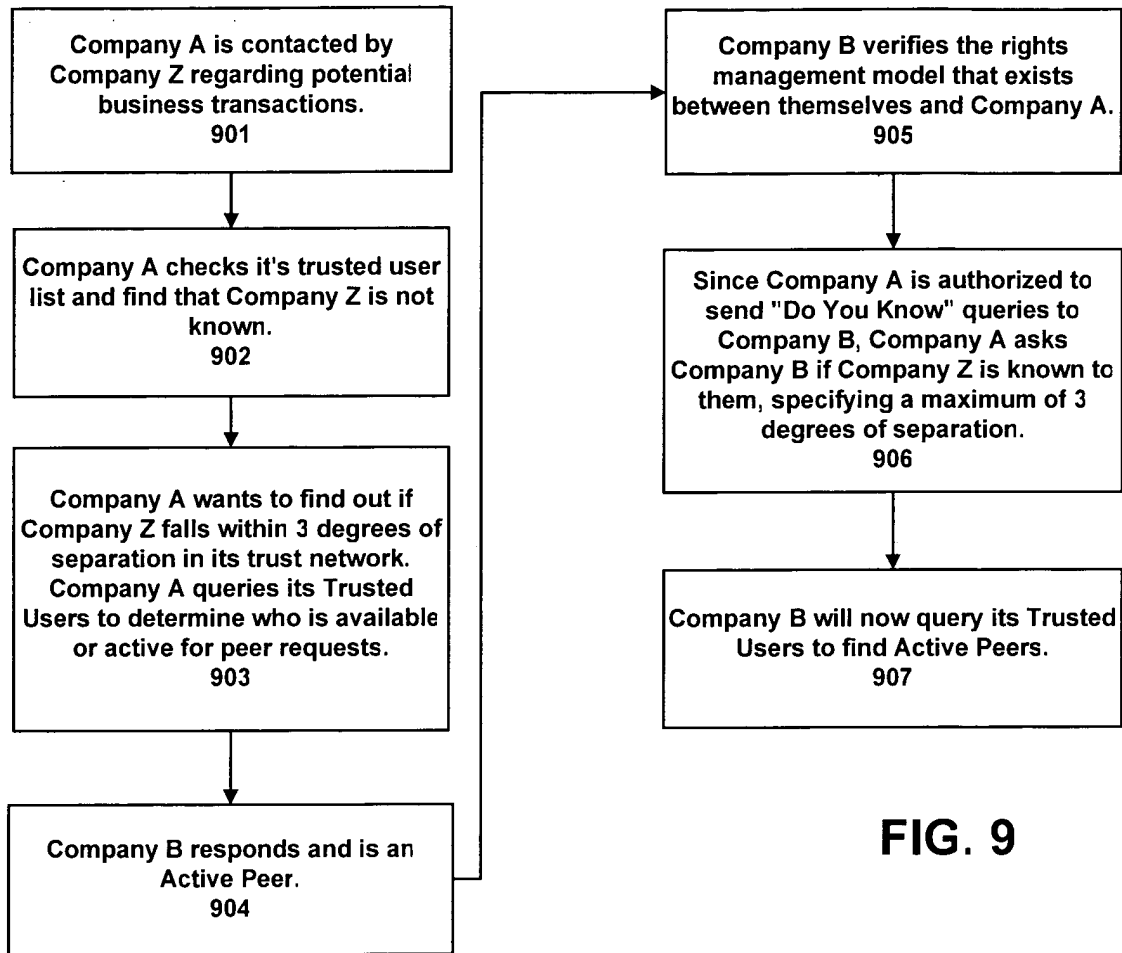 Company A is contacted by
Company Z regarding potential
business transactions.
901
Company A checks it's trusted user
list and find that Company Z is not
known.
902
Company A wants to find out if
Company Z falls within 3 degrees of
separation in its trust network.
Company A queries its Trusted
Users to determine who is available
or active for peer requests.
903
Company B responds and is an
Active Peer.
904
Company B verifies the rights
management model that exists
between themselves and Company A.
905
Since Company A is authorized to
send "Do You Know" queries to
Company B, Company A asks
Company B if Company Z is known to
them, specifying a maximum of 3
degrees of separation.
906
Company B will now query its Trusted
Users to find Active Peers.
907
FIG. 9